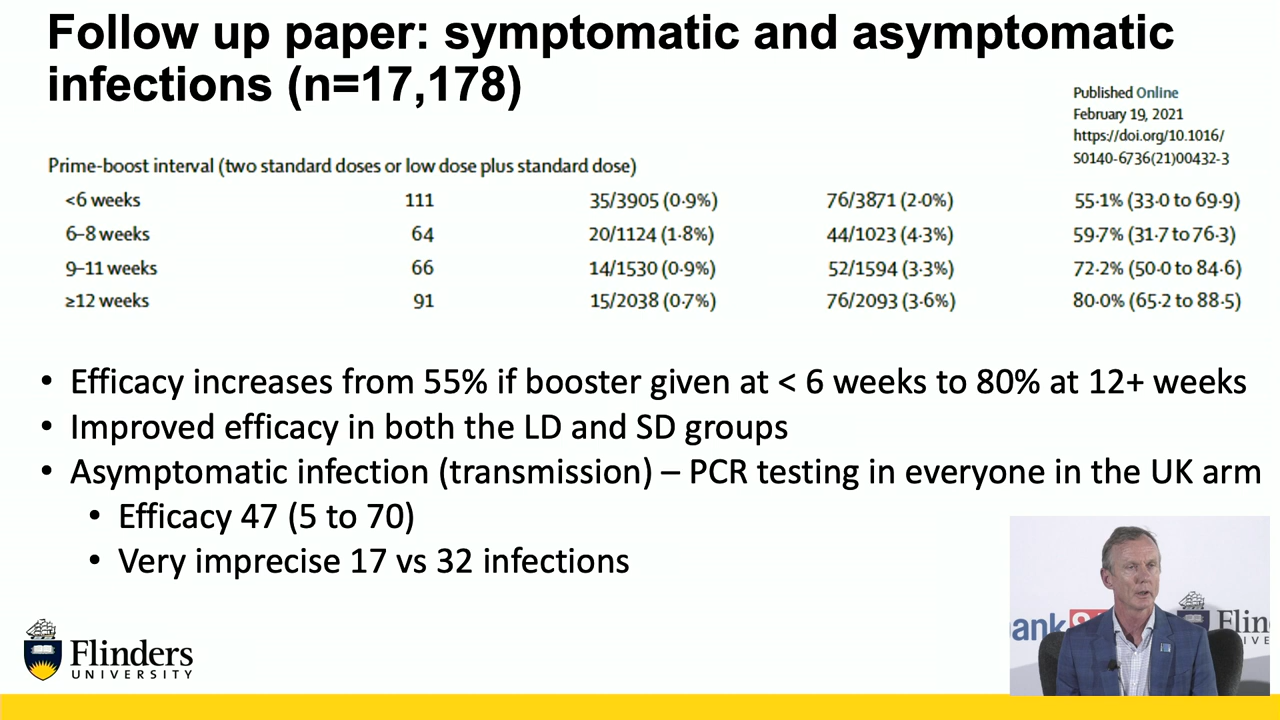 Follow up paper: symptomatic and asymptomatic
infections (n=17,178)
Published Online
February 19, 2021
https://doi.org/10.1016/
S0140-6736(21)00432-3
Prime-boost interval (two standard doses or low dose plus standard dose)
<6 weeks 111 35/3905 (0·9%) 76/3871 (2·0%) 55·1% (33·0 to 69·9)
6–8 weeks 64 20/1124 (1·8%) 44/1023 (4·3%) 59·7% (31·7 to 76·3)
9–11 weeks 66 14/1530 (0·9%) 52/1594 (3·3%) 72·2% (50·0 to 84·6)
≥12 weeks 91 15/2038 (0·7%) 76/2093 (3·6%) 80·0% (65·2 to 88·5)
• Efficacy increases from 55% if booster given at < 6 weeks to 80% at 12+ weeks
• Improved efficacy in both the LD and SD groups
• Asymptomatic infection (transmission) – PCR testing in everyone in the UK arm
• Efficacy 47 (5 to 70)
• Very imprecise 17 vs 32 infections
Flinders
UNIVERSITY
ank
Flin